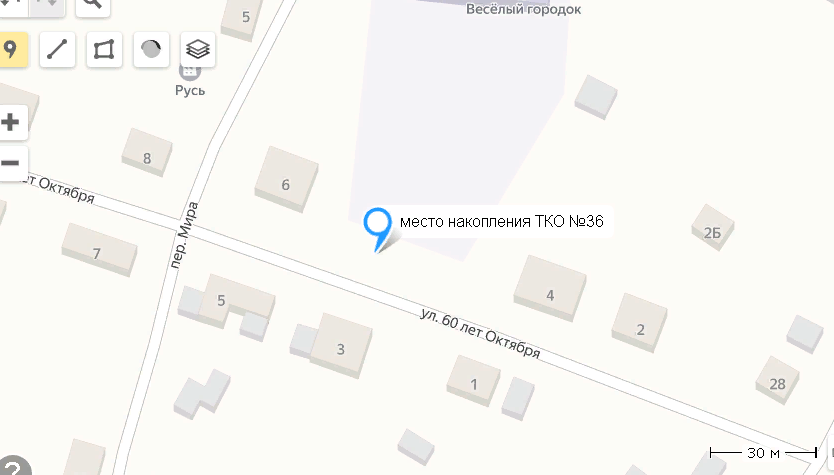 Весёлый городок
5
Русь
8
6
ет Октября
пер. Мира
место накопления ТКО №36
2Б
7
5
4
2
ул. 60 лет Октября
3
1
28
30 м
?